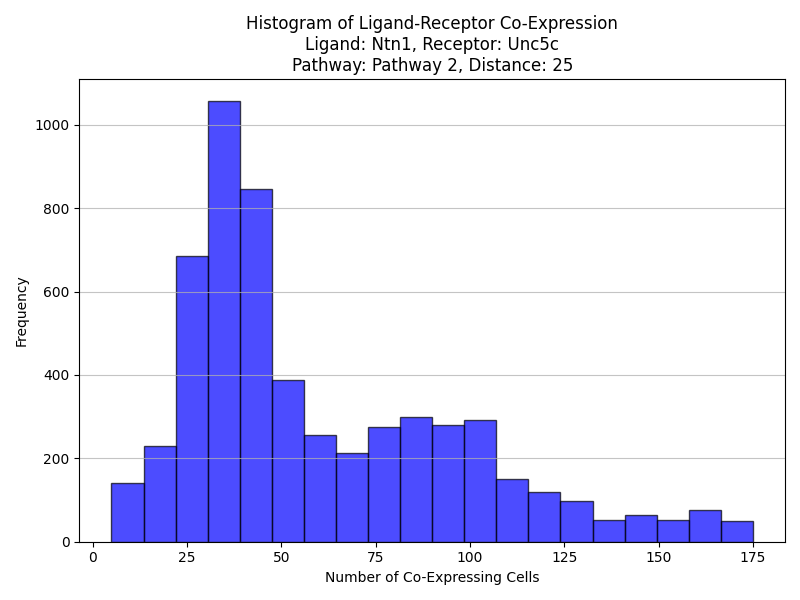 Histogram of Ligand-Receptor Co-Expression
Ligand: Ntn1, Receptor: Unc5c
Pathway: Pathway 2, Distance: 25
1000
800
600
400
200
0
Frequency
0 25 50 75 100 125 150 175
Number of Co-Expressing Cells